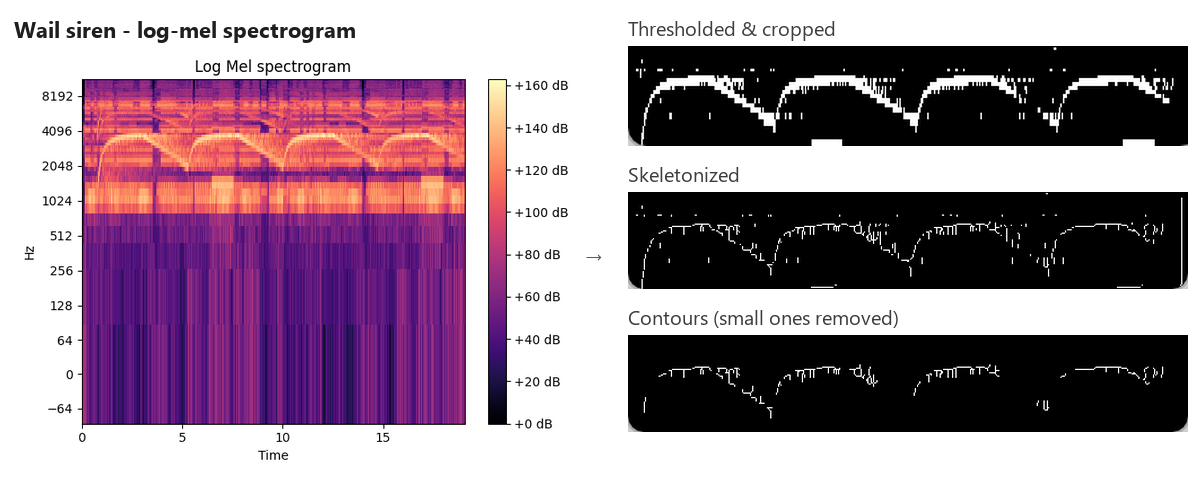 Wail siren - log-mel spectrogram
Log Mel spectrogram
8192
4096
2048
1024
512
256
128
64
0
−64
Hz
0
5
10
15
Time
+160 dB
+140 dB
+120 dB
+100 dB
+80 dB
+60 dB
+40 dB
+20 dB
+0 dB
→
Thresholded & cropped
Skeletonized
Contours (small ones removed)